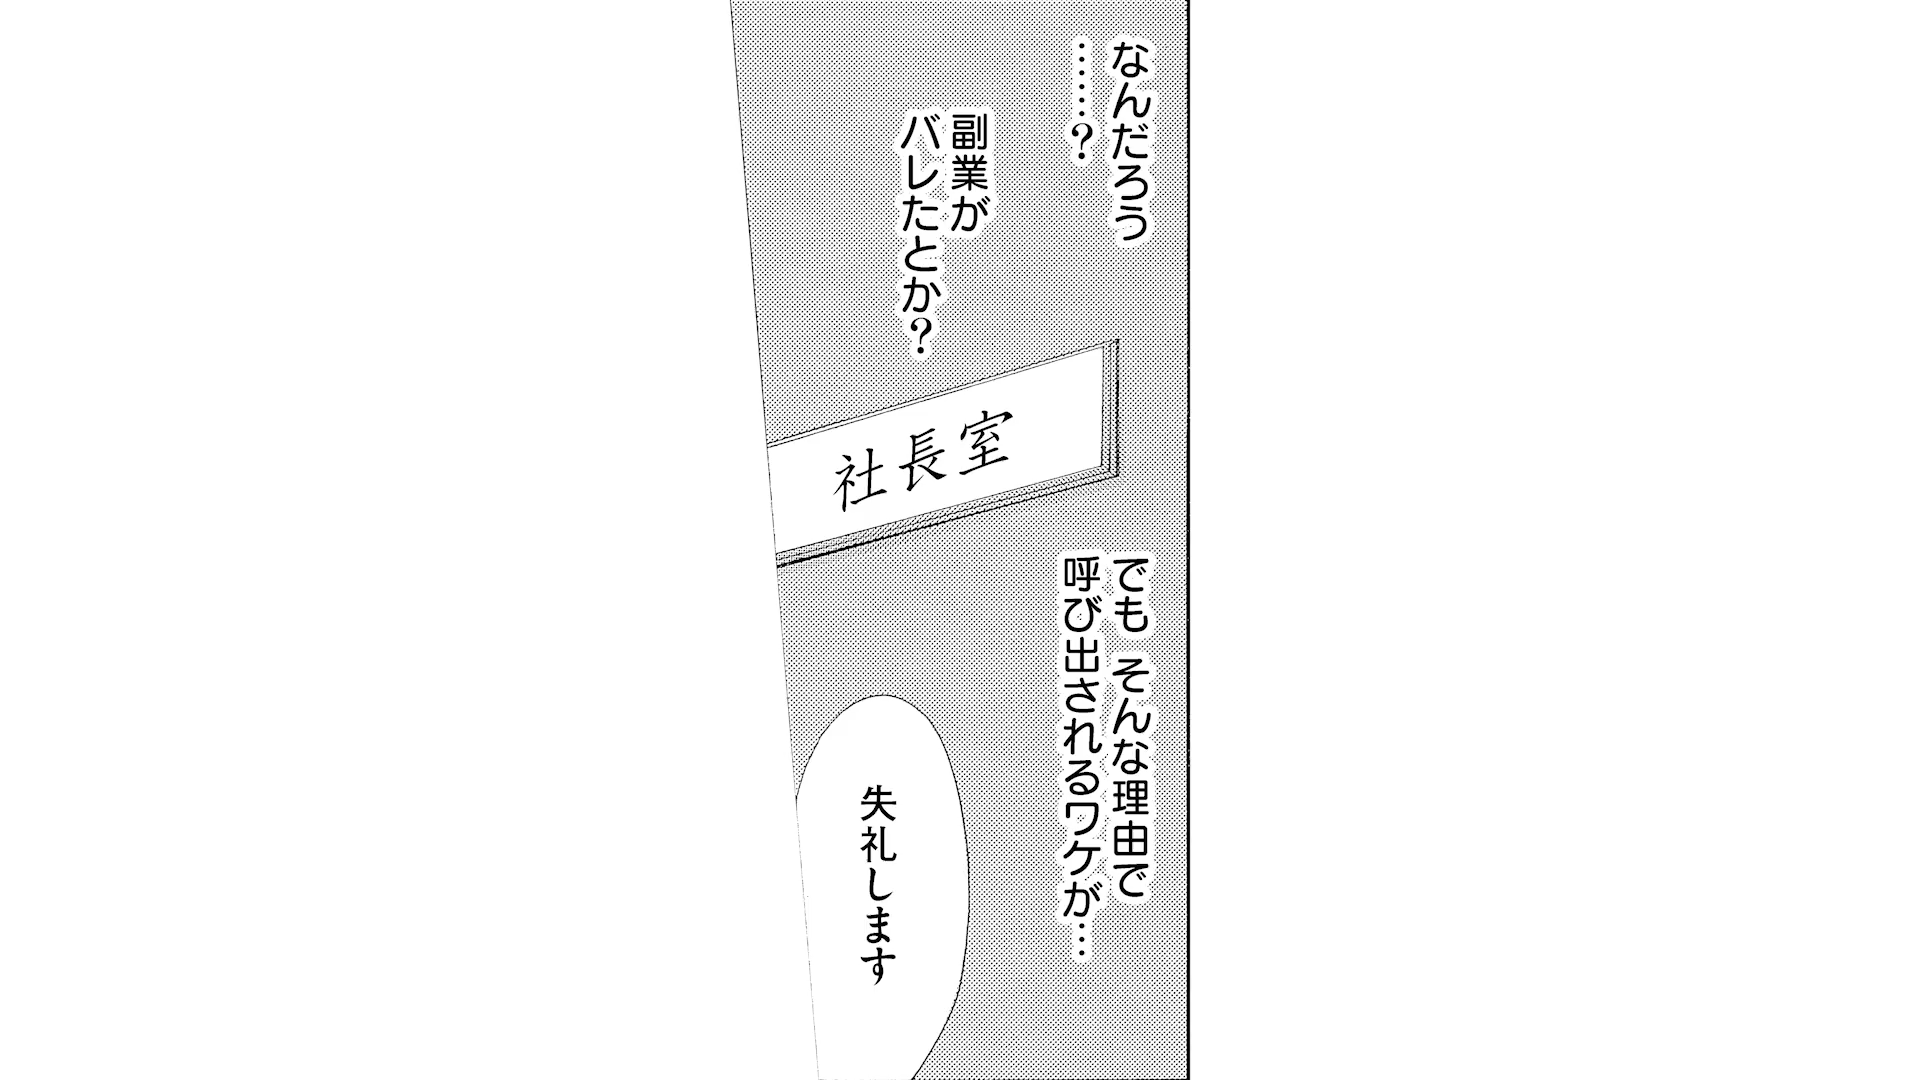 なんだろう
……？
副業が
バレたとか？
社長室
でも そんな理由で
呼び出されるワケが…
失礼します